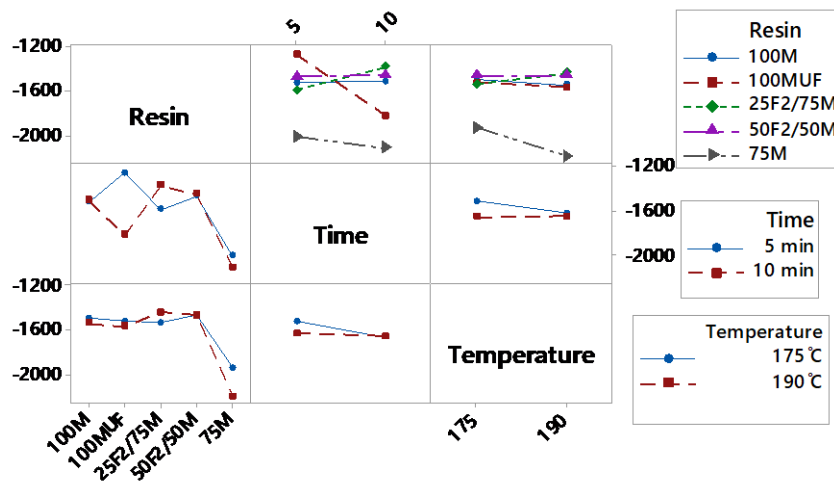 5
10
-1200
-1600
-2000
Resin
Resin
100M
100MUF
25F2/75M
50F2/50M
75M
-1200
-1600
-2000
Time
Time
5 min
10 min
-1200
-1600
-2000
Temperature
Temperature
175℃
190℃
100M
100MUF
25F2/75M
50F2/50M
75M
175
190